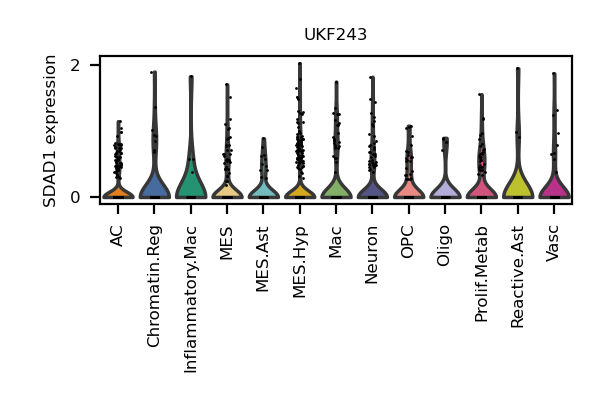 UKF243
SDAD1 expression
2
0
AC
Chromatin.Reg
Inflammatory.Mac
MES
MES.Ast
MES.Hyp
Mac
Neuron
OPC
Oligo
Prolif.Metab
Reactive.Ast
Vasc